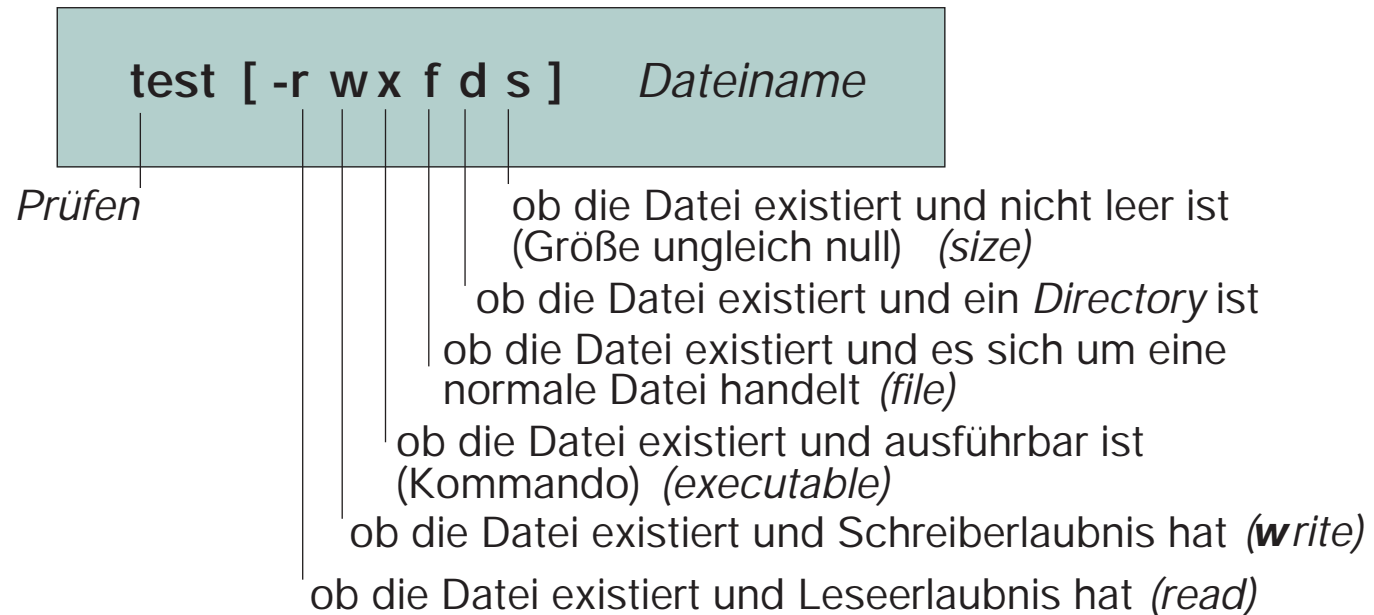 test [ -r w x f d s ] Dateiname
Prüfen
ob die Datei existiert und nicht leer ist
(Größe ungleich null) (size)
ob die Datei existiert und ein Directory ist
ob die Datei existiert und es sich um eine
normale Datei handelt (file)
ob die Datei existiert und ausführbar ist
(Kommando) (executable)
ob die Datei existiert und Schreiberlaubnis hat (write)
ob die Datei existiert und Leseerlaubnis hat (read)